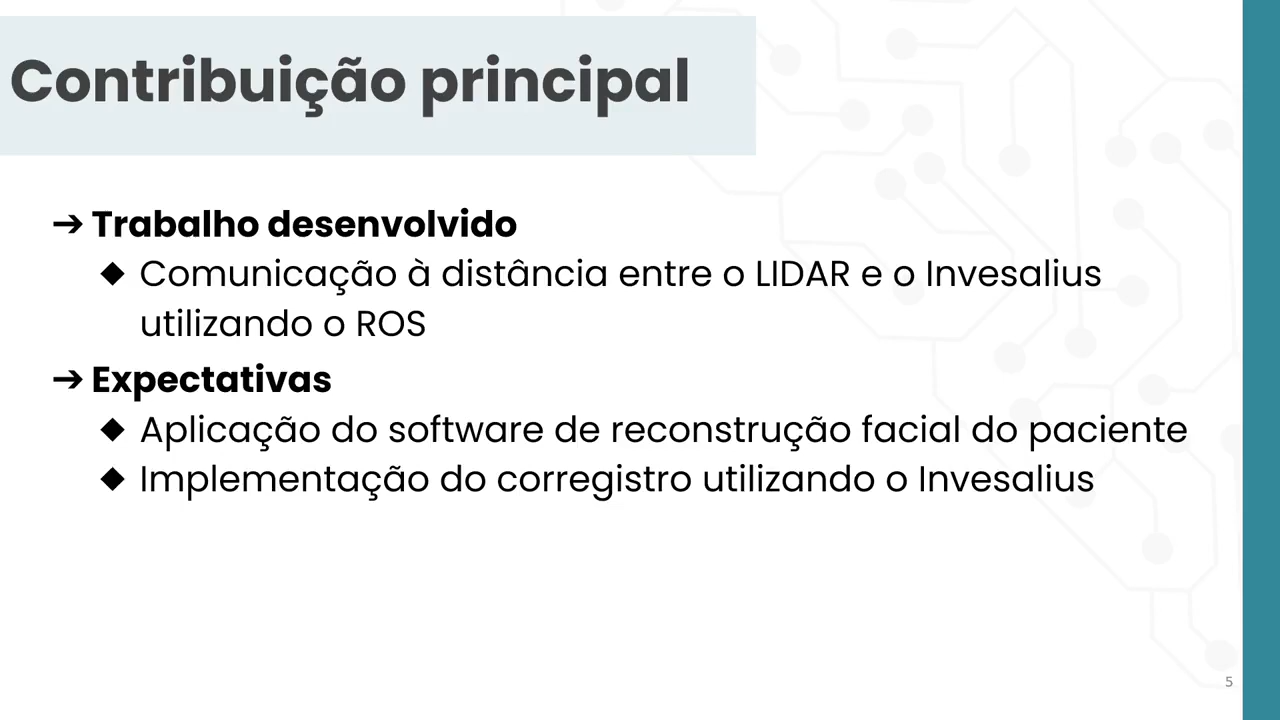 Contribuição principal
➔ Trabalho desenvolvido
◆ Comunicação à distância entre o LIDAR e o Invesalius
utilizando o ROS
➔ Expectativas
◆ Aplicação do software de reconstrução facial do paciente
◆ Implementação do corregistro utilizando o Invesalius
5